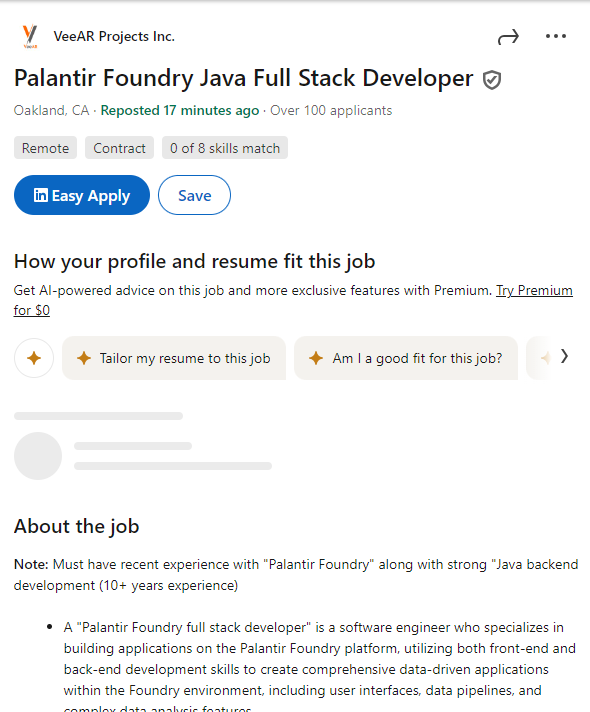 VeeAR
VeeAR Projects Inc.
Palantir Foundry Java Full Stack Developer
Oakland, CA · Reposted 17 minutes ago · Over 100 applicants
Remote
Contract
0 of 8 skills match
in Easy Apply
Save
How your profile and resume fit this job
Get AI-powered advice on this job and more exclusive features with Premium. Try Premium
for $0
Tailor my resume to this job
Am I a good fit for this job?
About the job
Note: Must have recent experience with "Palantir Foundry" along with strong "Java backend
development (10+ years experience)
• A "Palantir Foundry full stack developer" is a software engineer who specializes in
building applications on the Palantir Foundry platform, utilizing both front-end and
back-end development skills to create comprehensive data-driven applications
within the Foundry environment, including user interfaces, data pipelines, and
complex data analysis features